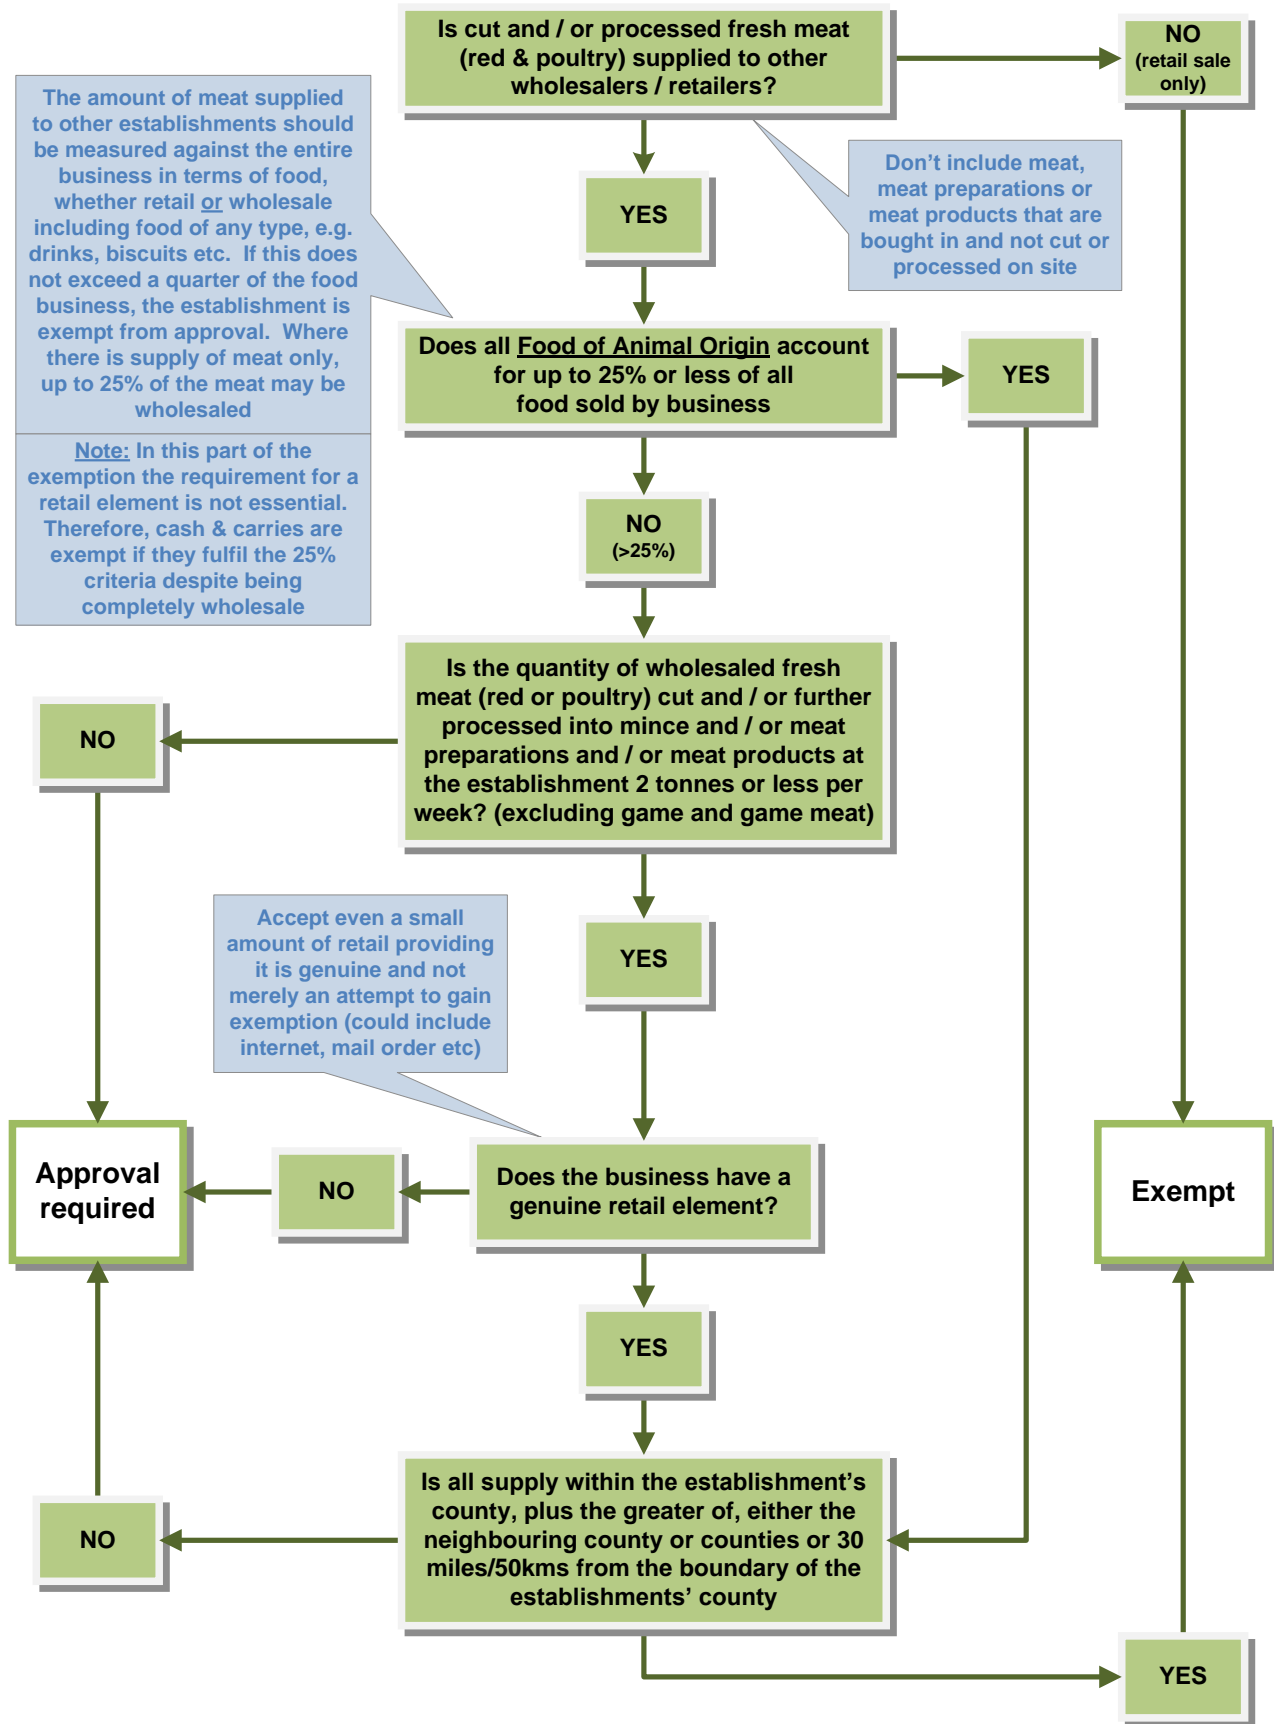 Is cut and / or processed fresh meat
(red & poultry) supplied to other
wholesalers / retailers?
NO
(retail sale
only)
The amount of meat supplied
to other establishments should
be measured against the entire
business in terms of food,
whether retail or wholesale
including food of any type, e.g.
drinks, biscuits etc. If this does
not exceed a quarter of the food
business, the establishment is
exempt from approval. Where
there is supply of meat only,
up to 25% of the meat may be
wholesaled
Note: In this part of the
exemption the requirement for a
retail element is not essential.
Therefore, cash & carries are
exempt if they fulfil the 25%
criteria despite being
completely wholesale
Don’t include meat,
meat preparations or
meat products that are
bought in and not cut or
processed on site
YES
Does all Food of Animal Origin account
for up to 25% or less of all
food sold by business
YES
NO
(>25%)
Is the quantity of wholesaled fresh
meat (red or poultry) cut and / or further
processed into mince and / or meat
preparations and / or meat products at
the establishment 2 tonnes or less per
week? (excluding game and game meat)
NO
YES
Accept even a small
amount of retail providing
it is genuine and not
merely an attempt to gain
exemption (could include
internet, mail order etc)
Does the business have a
genuine retail element?
NO
Approval
required
Exempt
YES
Is all supply within the establishment’s
county, plus the greater of, either the
neighbouring county or counties or 30
miles/50kms from the boundary of the
establishments’ county
NO
YES